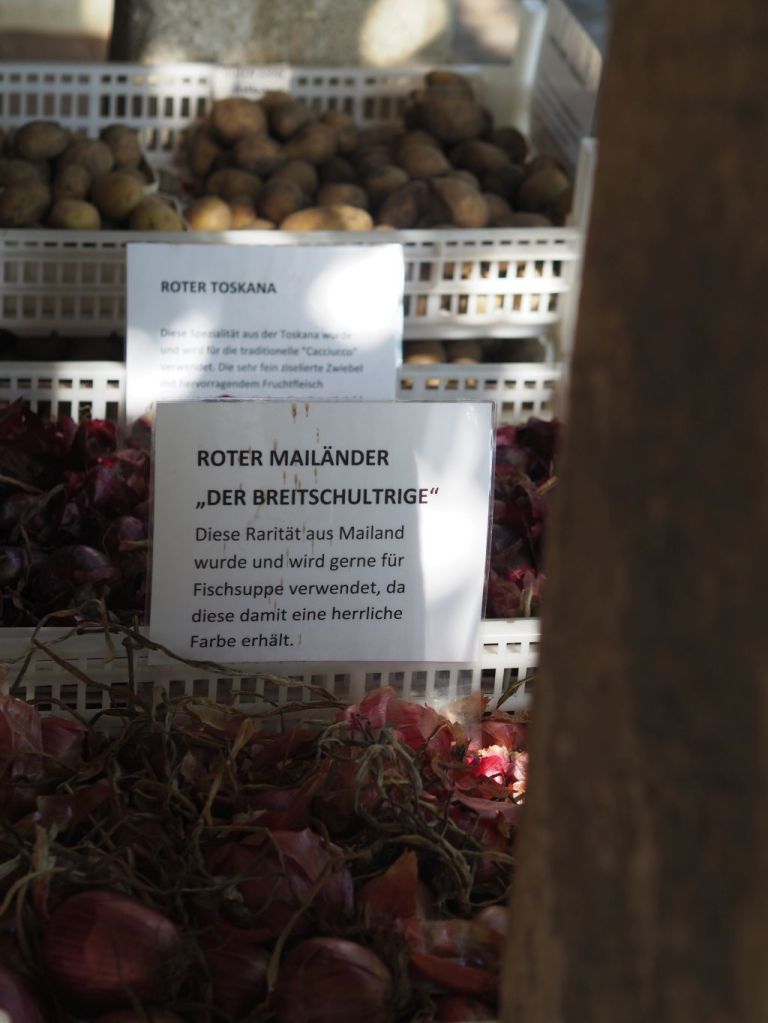 ROTER TOSKANA
Diese Spezialität aus der Toskana wurde
und wird für die traditionelle "Cacciucco"
verwendet. Die sehr fein ziselierte Zwiebel
mit hervorragendem Fruchtfleisch
ROTER MAILÄNDER
„DER BREITSCHULTRIGE“
Diese Rarität aus Mailand
wurde und wird gerne für
Fischsuppe verwendet, da
diese damit eine herrliche
Farbe erhält.